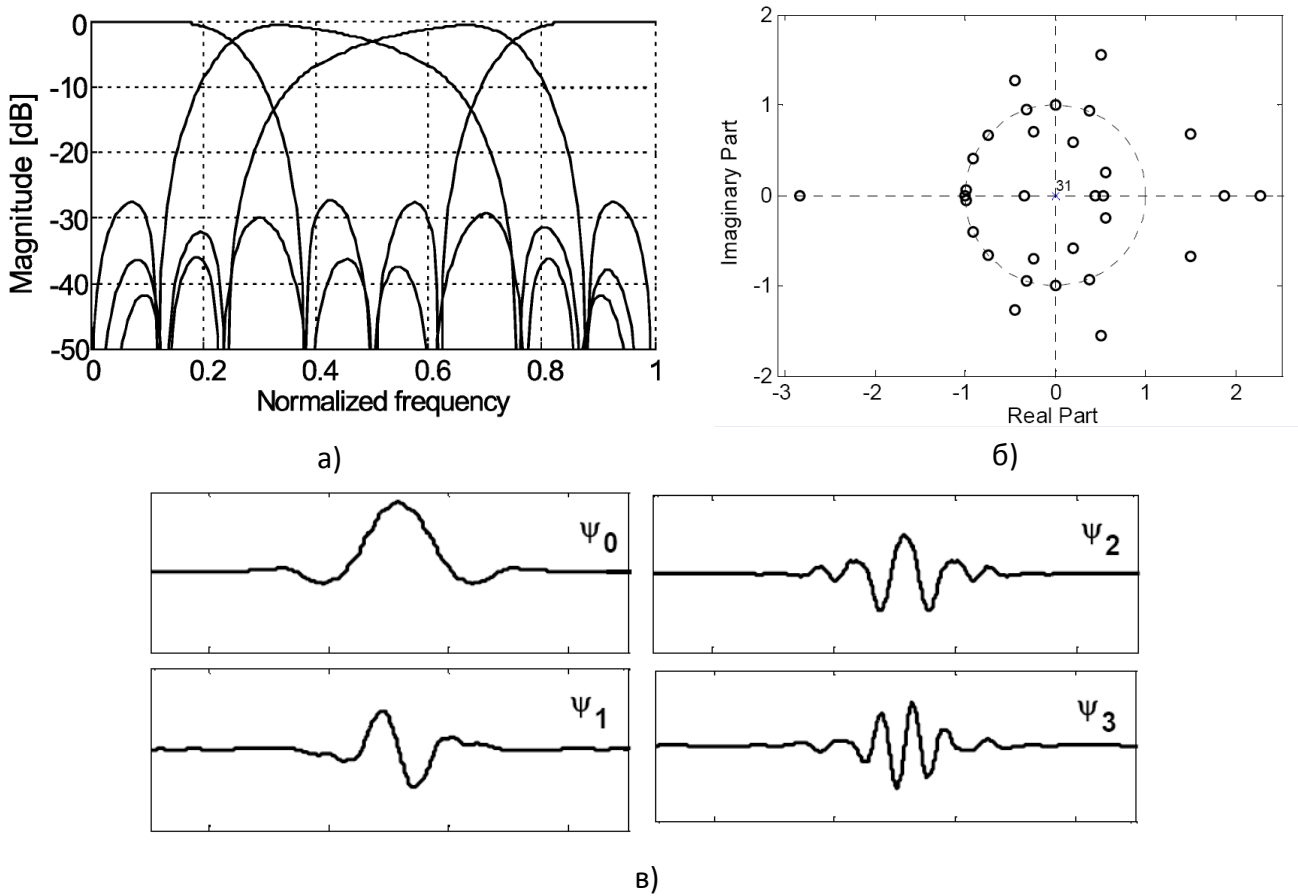 0
-10
-20
-30
-40
-50
Magnitude [dB]
0 0.2 0.4 0.6 0.8 1
Normalized frequency
а)
2
1
0
-1
-2
Imaginary Part
31
-3 -2 -1 0 1 2
Real Part
б)
ψ0
ψ2
ψ1
ψ3
в)